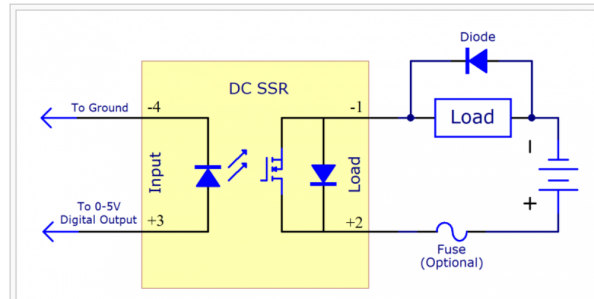 Diode
DC SSR
To Ground
-4
-1
Load
Input
Load
-
+
To 0-5V
Digital Output
+3
+2
Fuse
(Optional)